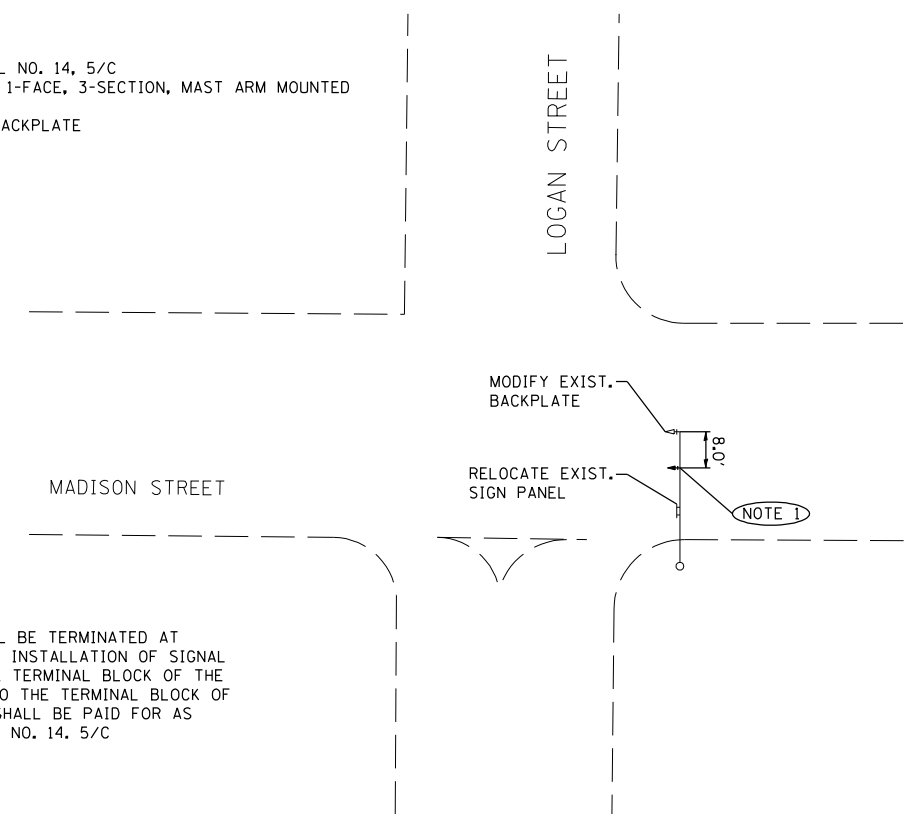 L NO. 14, 5/C
1-FACE, 3-SECTION, MAST ARM MOUNTED
ACKPLATE
LOGAN STREET
MODIFY EXIST.
BACKPLATE
8.0'
MADISON STREET
RELOCATE EXIST.
SIGN PANEL
NOTE 1
L BE TERMINATED AT
INSTALLATION OF SIGNAL
TERMINAL BLOCK OF THE
O THE TERMINAL BLOCK OF
SHALL BE PAID FOR AS
NO. 14. 5/C